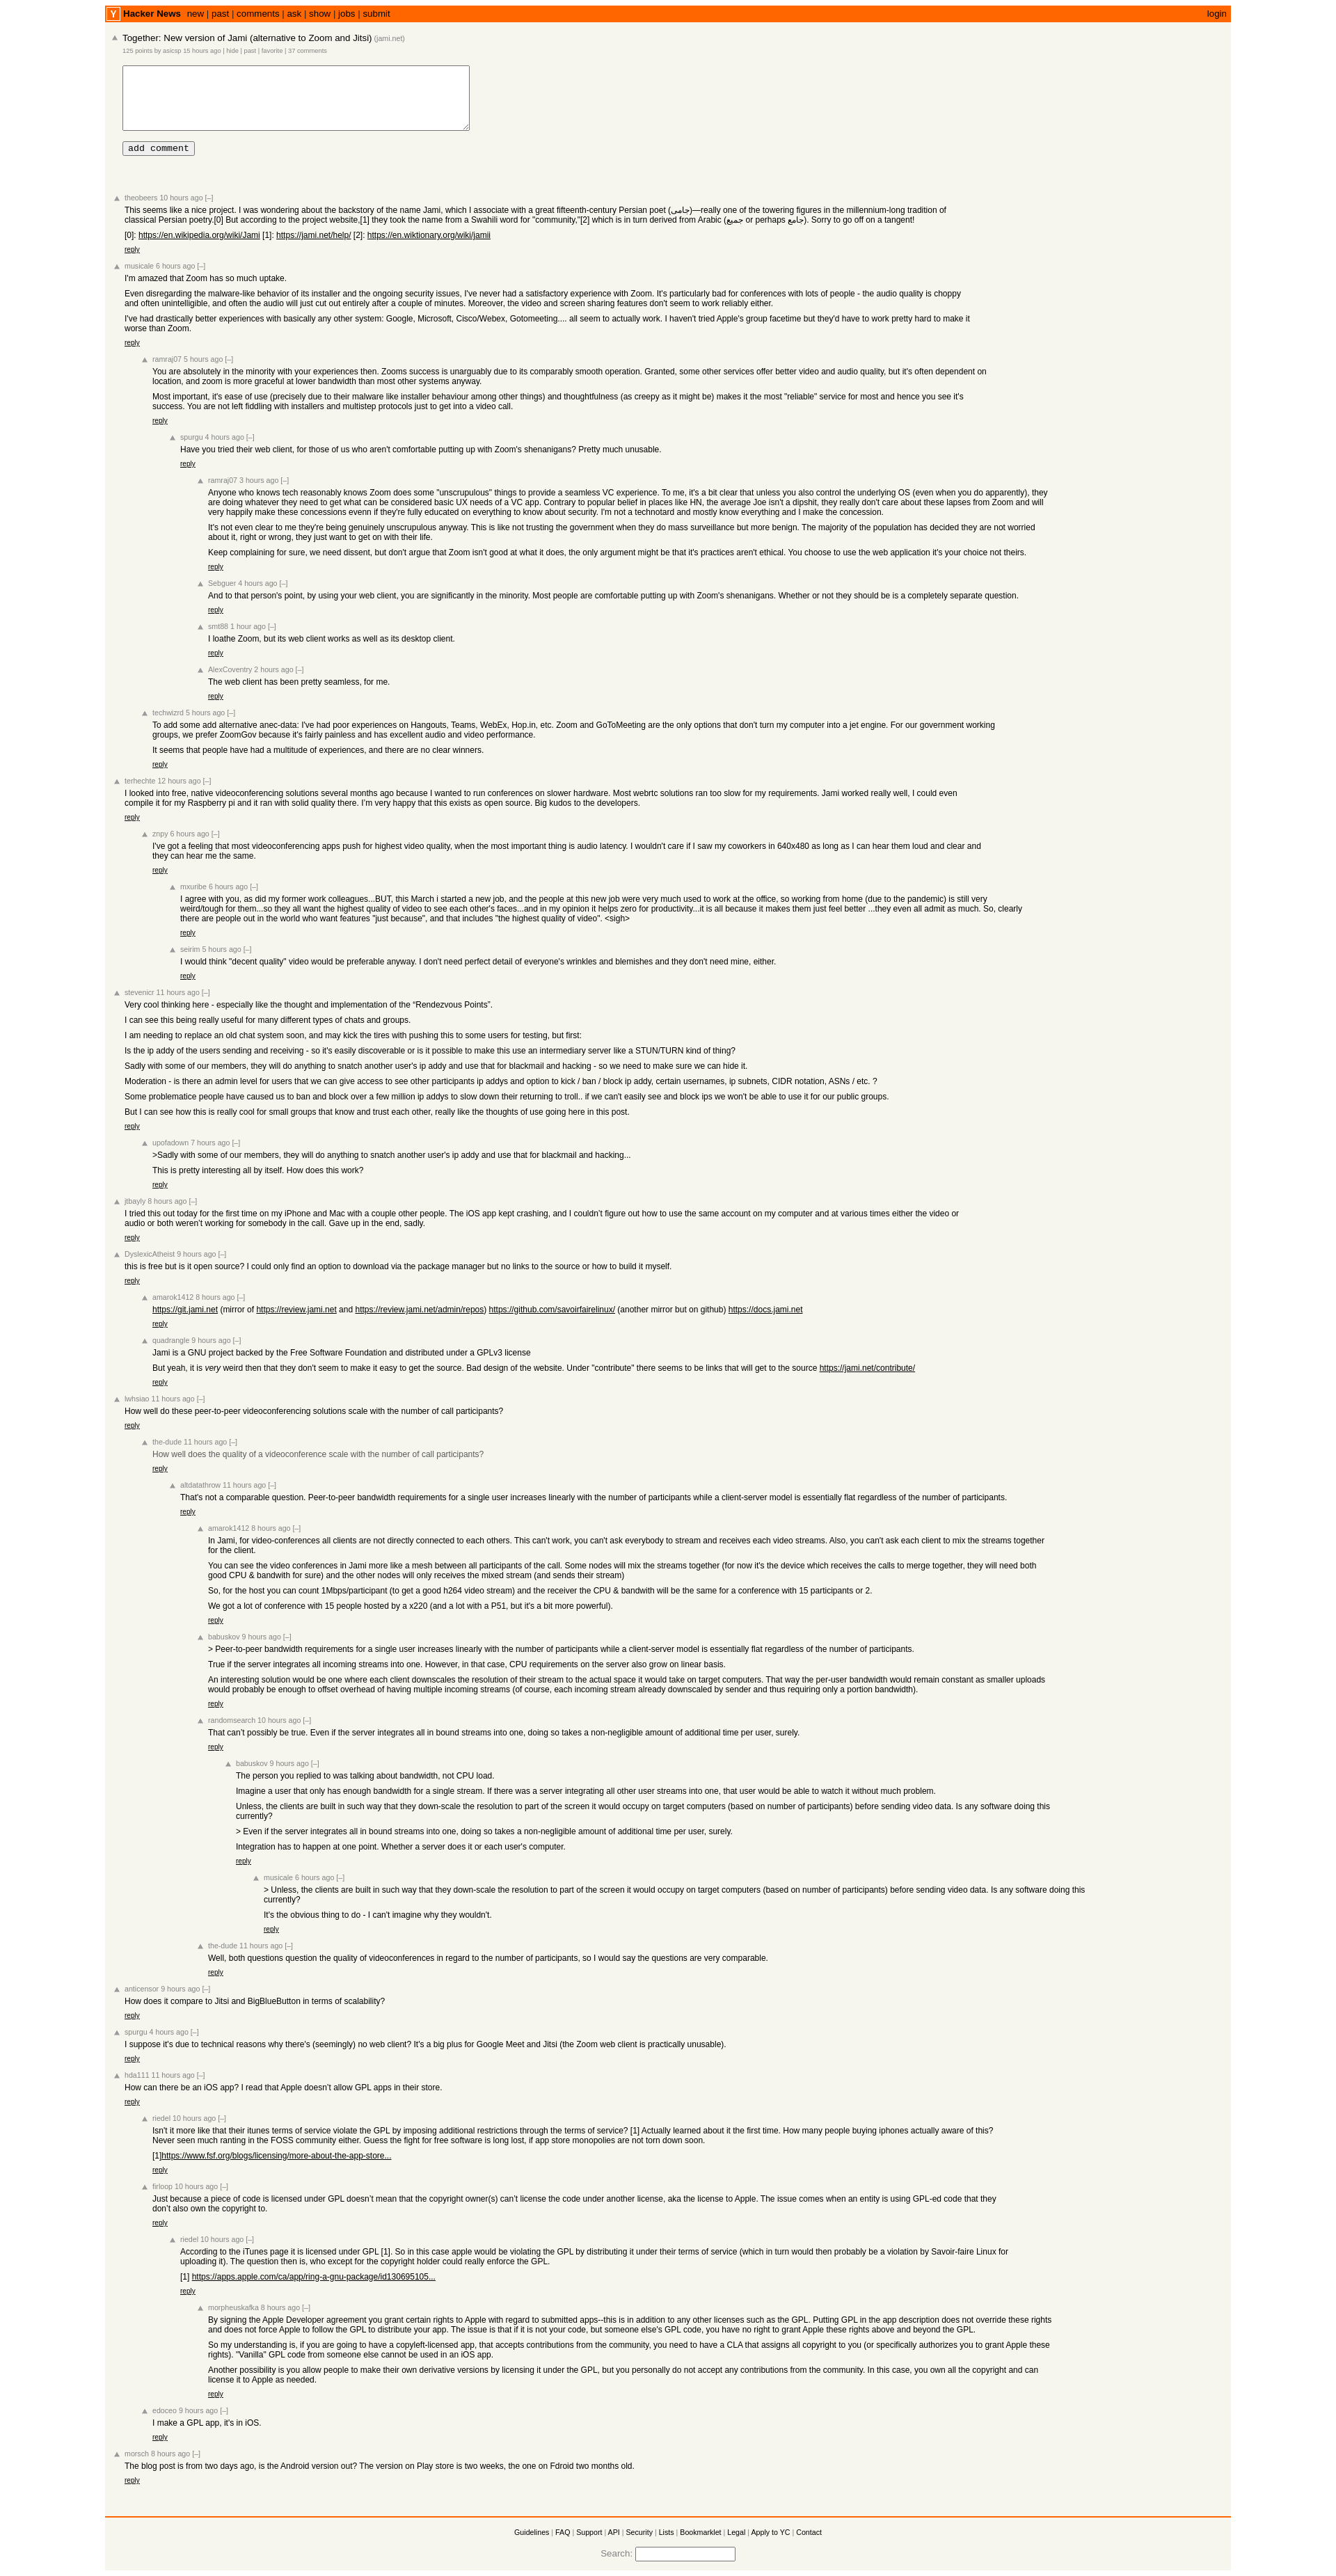 Y Hacker News new | past | comments | ask | show | jobs | submit login
Together: New version of Jami (alternative to Zoom and Jitsi) (jami.net)
125 points by asicsp 15 hours ago | hide | past | favorite | 37 comments
add comment
theobeers 10 hours ago [–]
This seems like a nice project. I was wondering about the backstory of the name Jami, which I associate with a great fifteenth-century Persian poet (جامی)—really one of the towering figures in the millennium-long tradition of
classical Persian poetry.[0] But according to the project website,[1] they took the name from a Swahili word for "community,"[2] which is in turn derived from Arabic (جميع or perhaps جامع). Sorry to go off on a tangent!
[0]: https://en.wikipedia.org/wiki/Jami [1]: https://jami.net/help/ [2]: https://en.wiktionary.org/wiki/jamii
reply
musicale 6 hours ago [–]
I'm amazed that Zoom has so much uptake.
Even disregarding the malware-like behavior of its installer and the ongoing security issues, I've never had a satisfactory experience with Zoom. It's particularly bad for conferences with lots of people - the audio quality is choppy
and often unintelligible, and often the audio will just cut out entirely after a couple of minutes. Moreover, the video and screen sharing features don't seem to work reliably either.
I've had drastically better experiences with basically any other system: Google, Microsoft, Cisco/Webex, Gotomeeting.... all seem to actually work. I haven't tried Apple's group facetime but they'd have to work pretty hard to make it
worse than Zoom.
reply
ramraj07 5 hours ago [–]
You are absolutely in the minority with your experiences then. Zooms success is unarguably due to its comparably smooth operation. Granted, some other services offer better video and audio quality, but it's often dependent on
location, and zoom is more graceful at lower bandwidth than most other systems anyway.
Most important, it's ease of use (precisely due to their malware like installer behaviour among other things) and thoughtfulness (as creepy as it might be) makes it the most "reliable" service for most and hence you see it's
success. You are not left fiddling with installers and multistep protocols just to get into a video call.
reply
spurgu 4 hours ago [–]
Have you tried their web client, for those of us who aren't comfortable putting up with Zoom's shenanigans? Pretty much unusable.
reply
ramraj07 3 hours ago [–]
Anyone who knows tech reasonably knows Zoom does some "unscrupulous" things to provide a seamless VC experience. To me, it's a bit clear that unless you also control the underlying OS (even when you do apparently), they
are doing whatever they need to get what can be considered basic UX needs of a VC app. Contrary to popular belief in places like HN, the average Joe isn't a dipshit, they really don't care about these lapses from Zoom and will
very happily make these concessions evenn if they're fully educated on everything to know about security. I'm not a technotard and mostly know everything and I make the concession.
It's not even clear to me they're being genuinely unscrupulous anyway. This is like not trusting the government when they do mass surveillance but more benign. The majority of the population has decided they are not worried
about it, right or wrong, they just want to get on with their life.
Keep complaining for sure, we need dissent, but don't argue that Zoom isn't good at what it does, the only argument might be that it's practices aren't ethical. You choose to use the web application it's your choice not theirs.
reply
Sebguer 4 hours ago [–]
And to that person's point, by using your web client, you are significantly in the minority. Most people are comfortable putting up with Zoom's shenanigans. Whether or not they should be is a completely separate question.
reply
smt88 1 hour ago [–]
I loathe Zoom, but its web client works as well as its desktop client.
reply
AlexCoventry 2 hours ago [–]
The web client has been pretty seamless, for me.
reply
techwizrd 5 hours ago [–]
To add some add alternative anec-data: I've had poor experiences on Hangouts, Teams, WebEx, Hop.in, etc. Zoom and GoToMeeting are the only options that don't turn my computer into a jet engine. For our government working
groups, we prefer ZoomGov because it's fairly painless and has excellent audio and video performance.
It seems that people have had a multitude of experiences, and there are no clear winners.
reply
terhechte 12 hours ago [–]
I looked into free, native videoconferencing solutions several months ago because I wanted to run conferences on slower hardware. Most webrtc solutions ran too slow for my requirements. Jami worked really well, I could even
compile it for my Raspberry pi and it ran with solid quality there. I’m very happy that this exists as open source. Big kudos to the developers.
reply
znpy 6 hours ago [–]
I've got a feeling that most videoconferencing apps push for highest video quality, when the most important thing is audio latency. I wouldn't care if I saw my coworkers in 640x480 as long as I can hear them loud and clear and
they can hear me the same.
reply
mxuribe 6 hours ago [–]
I agree with you, as did my former work colleagues...BUT, this March i started a new job, and the people at this new job were very much used to work at the office, so working from home (due to the pandemic) is still very
weird/tough for them...so they all want the highest quality of video to see each other's faces...and in my opinion it helps zero for productivity...it is all because it makes them just feel better ...they even all admit as much. So, clearly
there are people out in the world who want features "just because", and that includes "the highest quality of video". <sigh>
reply
seirim 5 hours ago [–]
I would think "decent quality" video would be preferable anyway. I don't need perfect detail of everyone's wrinkles and blemishes and they don't need mine, either.
reply
stevenicr 11 hours ago [–]
Very cool thinking here - especially like the thought and implementation of the “Rendezvous Points”.
I can see this being really useful for many different types of chats and groups.
I am needing to replace an old chat system soon, and may kick the tires with pushing this to some users for testing, but first:
Is the ip addy of the users sending and receiving - so it's easily discoverable or is it possible to make this use an intermediary server like a STUN/TURN kind of thing?
Sadly with some of our members, they will do anything to snatch another user's ip addy and use that for blackmail and hacking - so we need to make sure we can hide it.
Moderation - is there an admin level for users that we can give access to see other participants ip addys and option to kick / ban / block ip addy, certain usernames, ip subnets, CIDR notation, ASNs / etc. ?
Some problematice people have caused us to ban and block over a few million ip addys to slow down their returning to troll.. if we can't easily see and block ips we won't be able to use it for our public groups.
But I can see how this is really cool for small groups that know and trust each other, really like the thoughts of use going here in this post.
reply
upofadown 7 hours ago [–]
>Sadly with some of our members, they will do anything to snatch another user's ip addy and use that for blackmail and hacking...
This is pretty interesting all by itself. How does this work?
reply
jtbayly 8 hours ago [–]
I tried this out today for the first time on my iPhone and Mac with a couple other people. The iOS app kept crashing, and I couldn’t figure out how to use the same account on my computer and at various times either the video or
audio or both weren’t working for somebody in the call. Gave up in the end, sadly.
reply
DyslexicAtheist 9 hours ago [–]
this is free but is it open source? I could only find an option to download via the package manager but no links to the source or how to build it myself.
reply
amarok1412 8 hours ago [–]
https://git.jami.net (mirror of https://review.jami.net and https://review.jami.net/admin/repos) https://github.com/savoirfairelinux/ (another mirror but on github) https://docs.jami.net
reply
quadrangle 9 hours ago [–]
Jami is a GNU project backed by the Free Software Foundation and distributed under a GPLv3 license
But yeah, it is very weird then that they don't seem to make it easy to get the source. Bad design of the website. Under "contribute" there seems to be links that will get to the source https://jami.net/contribute/
reply
lwhsiao 11 hours ago [–]
How well do these peer-to-peer videoconferencing solutions scale with the number of call participants?
reply
the-dude 11 hours ago [–]
How well does the quality of a videoconference scale with the number of call participants?
reply
altdatathrow 11 hours ago [–]
That's not a comparable question. Peer-to-peer bandwidth requirements for a single user increases linearly with the number of participants while a client-server model is essentially flat regardless of the number of participants.
reply
amarok1412 8 hours ago [–]
In Jami, for video-conferences all clients are not directly connected to each others. This can't work, you can't ask everybody to stream and receives each video streams. Also, you can't ask each client to mix the streams together
for the client.
You can see the video conferences in Jami more like a mesh between all participants of the call. Some nodes will mix the streams together (for now it's the device which receives the calls to merge together, they will need both
good CPU & bandwith for sure) and the other nodes will only receives the mixed stream (and sends their stream)
So, for the host you can count 1Mbps/participant (to get a good h264 video stream) and the receiver the CPU & bandwith will be the same for a conference with 15 participants or 2.
We got a lot of conference with 15 people hosted by a x220 (and a lot with a P51, but it's a bit more powerful).
reply
babuskov 9 hours ago [–]
> Peer-to-peer bandwidth requirements for a single user increases linearly with the number of participants while a client-server model is essentially flat regardless of the number of participants.
True if the server integrates all incoming streams into one. However, in that case, CPU requirements on the server also grow on linear basis.
An interesting solution would be one where each client downscales the resolution of their stream to the actual space it would take on target computers. That way the per-user bandwidth would remain constant as smaller uploads
would probably be enough to offset overhead of having multiple incoming streams (of course, each incoming stream already downscaled by sender and thus requiring only a portion bandwidth).
reply
randomsearch 10 hours ago [–]
That can’t possibly be true. Even if the server integrates all in bound streams into one, doing so takes a non-negligible amount of additional time per user, surely.
reply
babuskov 9 hours ago [–]
The person you replied to was talking about bandwidth, not CPU load.
Imagine a user that only has enough bandwidth for a single stream. If there was a server integrating all other user streams into one, that user would be able to watch it without much problem.
Unless, the clients are built in such way that they down-scale the resolution to part of the screen it would occupy on target computers (based on number of participants) before sending video data. Is any software doing this
currently?
> Even if the server integrates all in bound streams into one, doing so takes a non-negligible amount of additional time per user, surely.
Integration has to happen at one point. Whether a server does it or each user's computer.
reply
musicale 6 hours ago [–]
> Unless, the clients are built in such way that they down-scale the resolution to part of the screen it would occupy on target computers (based on number of participants) before sending video data. Is any software doing this
currently?
It's the obvious thing to do - I can't imagine why they wouldn't.
reply
the-dude 11 hours ago [–]
Well, both questions question the quality of videoconferences in regard to the number of participants, so I would say the questions are very comparable.
reply
anticensor 9 hours ago [–]
How does it compare to Jitsi and BigBlueButton in terms of scalability?
reply
spurgu 4 hours ago [–]
I suppose it's due to technical reasons why there's (seemingly) no web client? It's a big plus for Google Meet and Jitsi (the Zoom web client is practically unusable).
reply
hda111 11 hours ago [–]
How can there be an iOS app? I read that Apple doesn’t allow GPL apps in their store.
reply
riedel 10 hours ago [–]
Isn't it more like that their itunes terms of service violate the GPL by imposing additional restrictions through the terms of service? [1] Actually learned about it the first time. How many people buying iphones actually aware of this?
Never seen much ranting in the FOSS community either. Guess the fight for free software is long lost, if app store monopolies are not torn down soon.
[1]https://www.fsf.org/blogs/licensing/more-about-the-app-store...
reply
firloop 10 hours ago [–]
Just because a piece of code is licensed under GPL doesn’t mean that the copyright owner(s) can’t license the code under another license, aka the license to Apple. The issue comes when an entity is using GPL-ed code that they
don’t also own the copyright to.
reply
riedel 10 hours ago [–]
According to the iTunes page it it is licensed under GPL [1]. So in this case apple would be violating the GPL by distributing it under their terms of service (which in turn would then probably be a violation by Savoir-faire Linux for
uploading it). The question then is, who except for the copyright holder could really enforce the GPL.
[1] https://apps.apple.com/ca/app/ring-a-gnu-package/id130695105...
reply
morpheuskafka 8 hours ago [–]
By signing the Apple Developer agreement you grant certain rights to Apple with regard to submitted apps--this is in addition to any other licenses such as the GPL. Putting GPL in the app description does not override these rights
and does not force Apple to follow the GPL to distribute your app. The issue is that if it is not your code, but someone else's GPL code, you have no right to grant Apple these rights above and beyond the GPL.
So my understanding is, if you are going to have a copyleft-licensed app, that accepts contributions from the community, you need to have a CLA that assigns all copyright to you (or specifically authorizes you to grant Apple these
rights). "Vanilla" GPL code from someone else cannot be used in an iOS app.
Another possibility is you allow people to make their own derivative versions by licensing it under the GPL, but you personally do not accept any contributions from the community. In this case, you own all the copyright and can
license it to Apple as needed.
reply
edoceo 9 hours ago [–]
I make a GPL app, it's in iOS.
reply
morsch 8 hours ago [–]
The blog post is from two days ago, is the Android version out? The version on Play store is two weeks, the one on Fdroid two months old.
reply
Guidelines | FAQ | Support | API | Security | Lists | Bookmarklet | Legal | Apply to YC | Contact
Search: